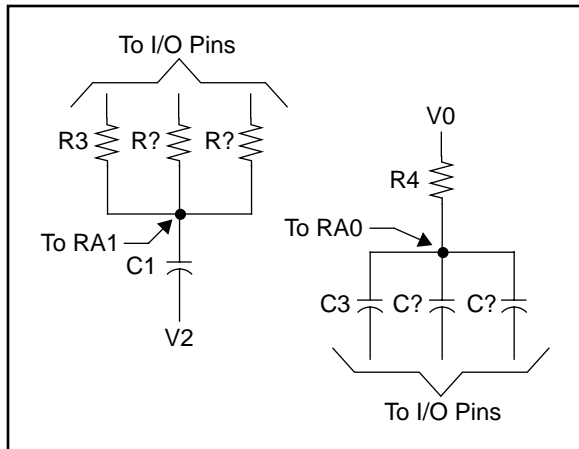 To I/O Pins
R3 R? R?
To RA1
C1
V2
V0
R4
To RA0
C3 C? C?
To I/O Pins